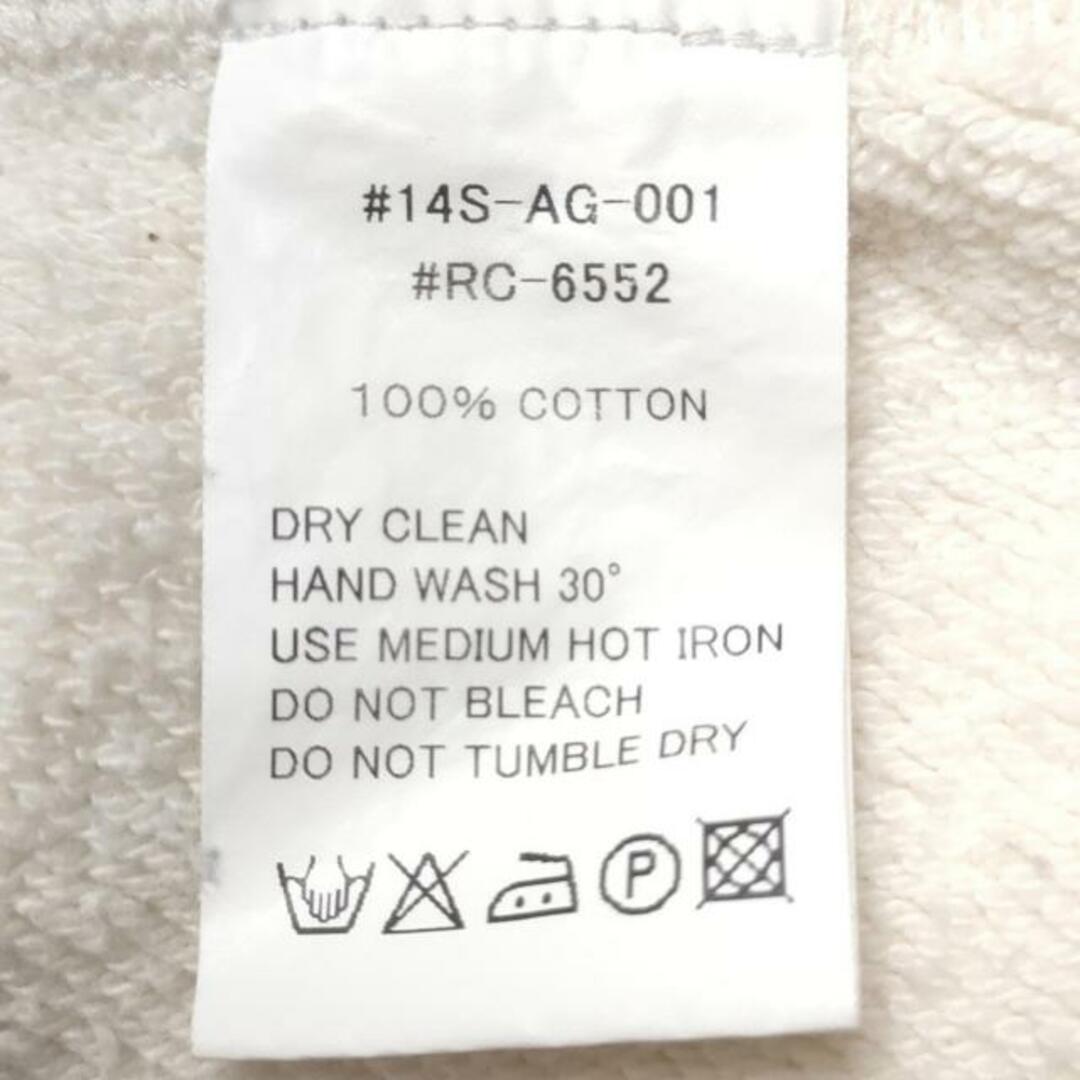 #14S-AG-001
#RC-6552
100% COTTON
DRY CLEAN
HAND WASH 30°
USE MEDIUM HOT IRON
DO NOT BLEACH
DO NOT TUMBLE DRY
P